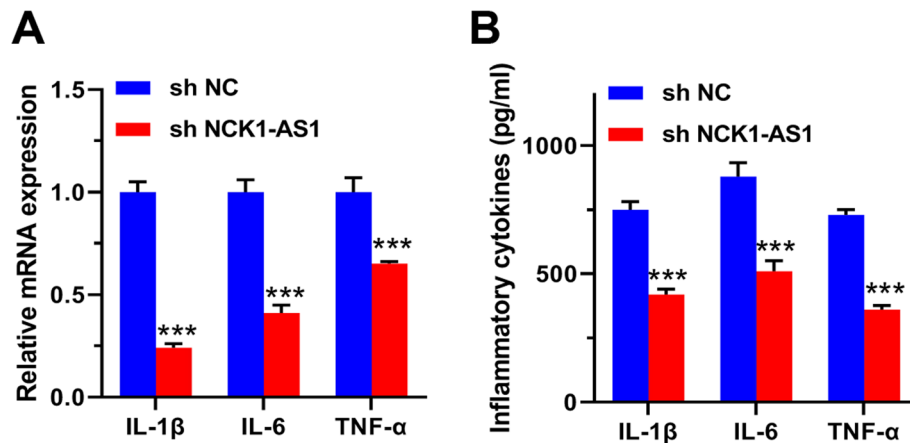 A
Relative mRNA expression
1.5
1.0
0.5
0.0
sh NC
sh NCK1-AS1
***
***
***
IL-1β
IL-6
TNF-α
B
Inflammatory cytokines (pg/ml)
1000
500
0
sh NC
sh NCK1-AS1
***
***
***
IL-1β
IL-6
TNF-α